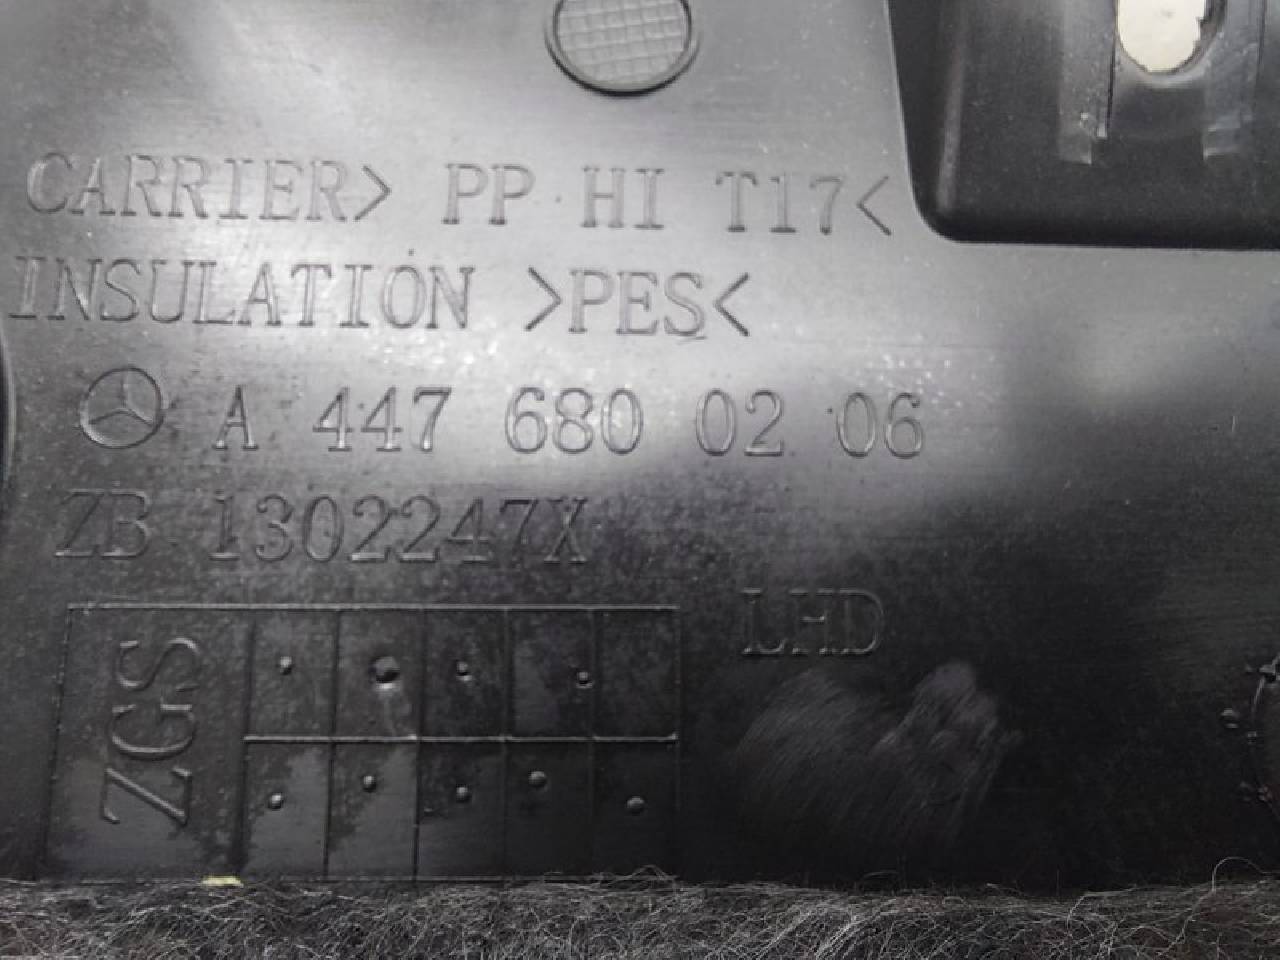 CARRIER> PP HI T17<
INSULATION >PES<
A 447 680 02 06
ZB 1302247X
LHD
ZGS